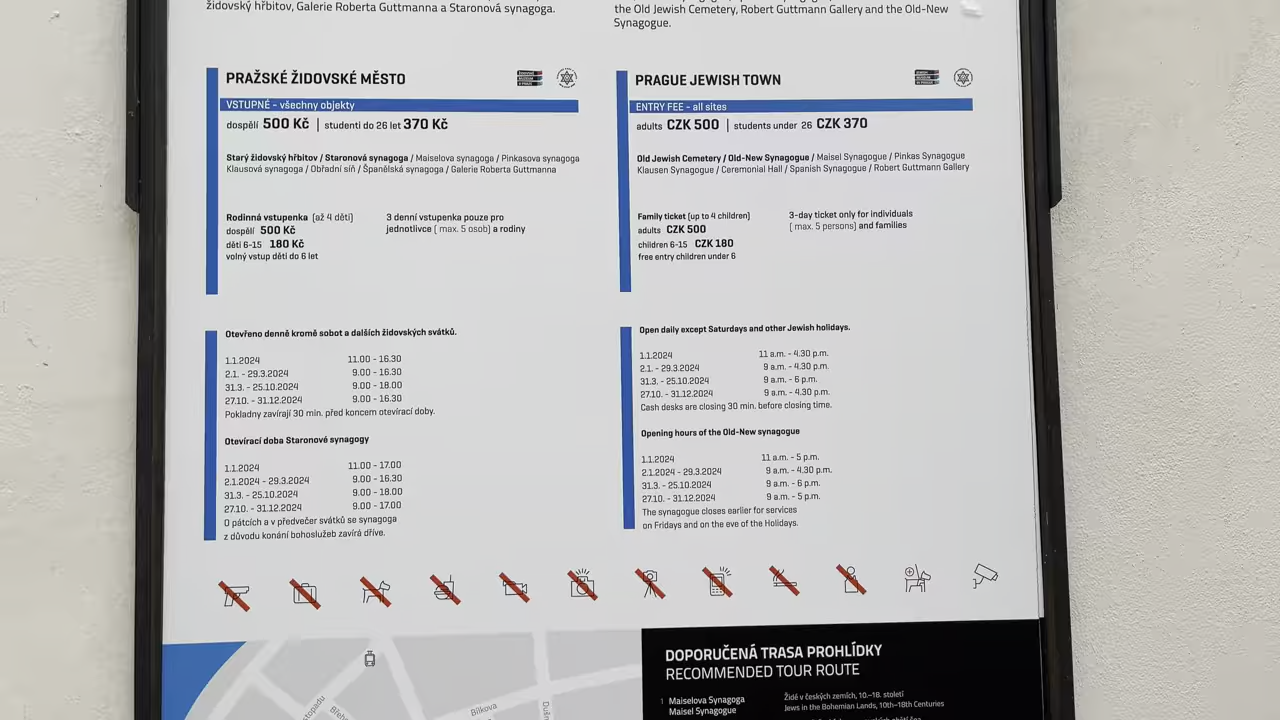 židovský hřbitov, Galerie Roberta Guttmanna a Staronová synagoga.
PRAŽSKÉ ŽIDOVSKÉ MĚSTO
VSTUPNÉ - všechny objekty
dospělí 500 Kč | studenti do 26 let 370 Kč
Starý židovský hřbitov / Staronová synagoga / Maiselova synagoga / Pinkasova synagoga
Klausová synagoga / Obřadní síň / Španělská synagoga / Galerie Roberta Guttmanna
Rodinná vstupenka (až 4 děti)
dospělí 500 Kč
děti 6-15 180 Kč
volný vstup děti do 6 let
3 denní vstupenka pouze pro
jednotlivce ( max. 5 osob) a rodiny
Otevřeno denně kromě sobot a dalších židovských svátků.
1.1.2024 11.00 - 16.30
2.1. - 29.3.2024 9.00 - 16.30
31.3. - 25.10.2024 9.00 - 18.00
27.10. - 31.12.2024 9.00 - 16.30
Pokladny zavírají 30 min. před koncem otevírací doby.
Otevírací doba Staronové synagogy
1.1.2024 11.00 - 17.00
2.1.2024 - 29.3.2024 9.00 - 16.30
31.3. - 25.10.2024 9.00 - 18.00
27.10. - 31.12.2024 9.00 - 17.00
O pátcích a v předvečer svátků se synagoga
z důvodu konání bohoslužeb zavírá dříve.
the Old Jewish Cemetery, Robert Guttmann Gallery and the Old-New
Synagogue.
PRAGUE JEWISH TOWN
ENTRY FEE - all sites
adults CZK 500 | students under 26 CZK 370
Old Jewish Cemetery / Old-New Synagogue / Maisel Synagogue / Pinkas Synagogue
Klausen Synagogue / Ceremonial Hall / Spanish Synagogue / Robert Guttmann Gallery
Family ticket (up to 4 children)
adults CZK 500
children 6-15 CZK 180
free entry children under 6
3-day ticket only for individuals
( max. 5 persons) and families
Open daily except Saturdays and other Jewish holidays.
1.1.2024 11 a.m. - 4.30 p.m.
2.1. - 29.3.2024 9 a.m. - 4.30 p.m.
31.3. - 25.10.2024 9 a.m. - 6 p.m.
27.10. - 31.12.2024 9 a.m. - 4.30 p.m.
Cash desks are closing 30 min. before closing time.
Opening hours of the Old-New synagogue
1.1.2024 11 a.m. - 5 p.m.
2.1.2024 - 29.3.2024 9 a.m. - 4.30 p.m.
31.3. - 25.10.2024 9 a.m. - 6 p.m.
27.10. - 31.12.2024 9 a.m. - 5 p.m.
The synagogue closes earlier for services
on Fridays and on the eve of the Holidays.
Bílkova
DOPORUČENÁ TRASA PROHLÍDKY
RECOMMENDED TOUR ROUTE
1 Maiselova Synagoga
Maisel Synagogue
Židé v českých zemích, 10.–18. století
Jews in the Bohemian Lands, 10th–18th Centuries